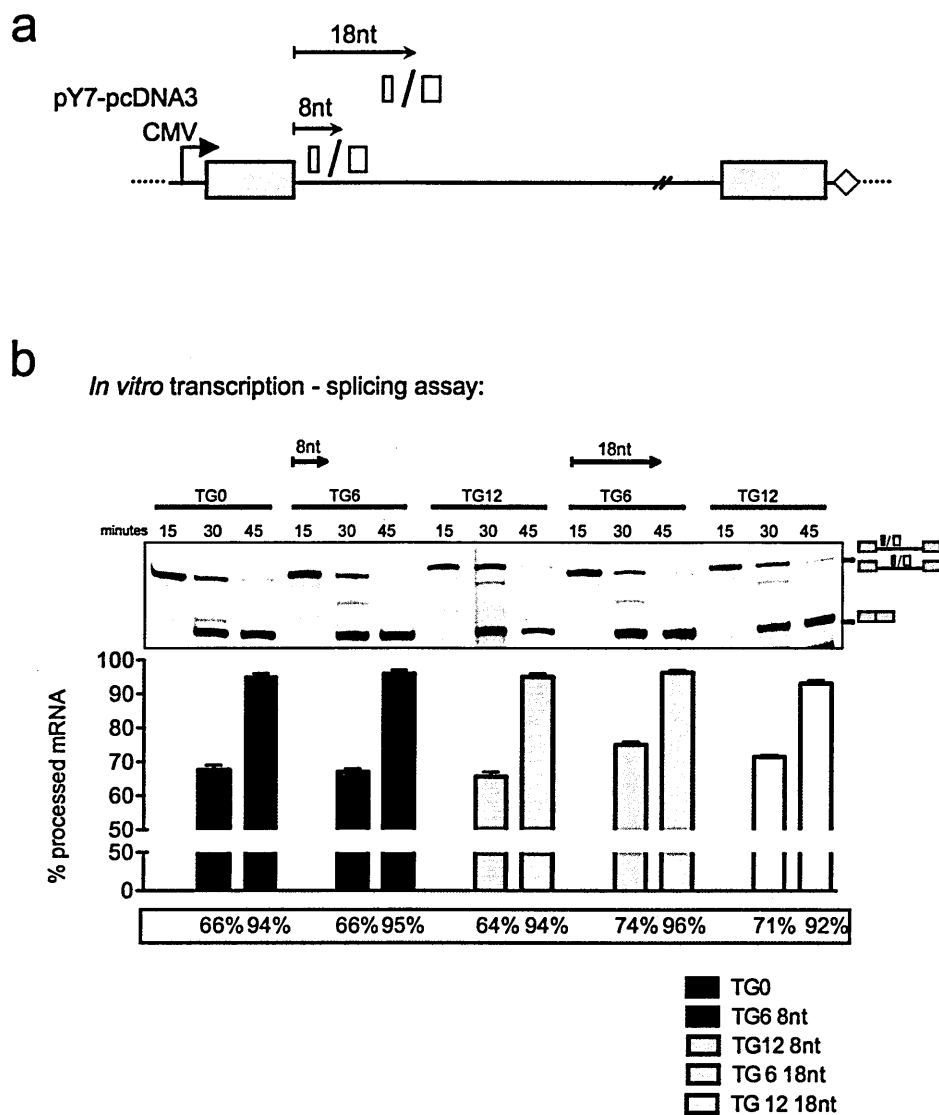 a
18nt
pY7-pcDNA3
8nt
CMV
b
In vitro transcription - splicing assay:
8nt
18nt
TG0 TG6 TG12 TG6 TG12
minutes 15 30 45 15 30 45 15 30 45 15 30 45 15 30 45
100
90
80
70
60
50
50
0
% processed mRNA
66% 94% 66% 95% 64% 94% 74% 96% 71% 92%
TG0
TG6 8nt
TG12 8nt
TG 6 18nt
TG 12 18nt